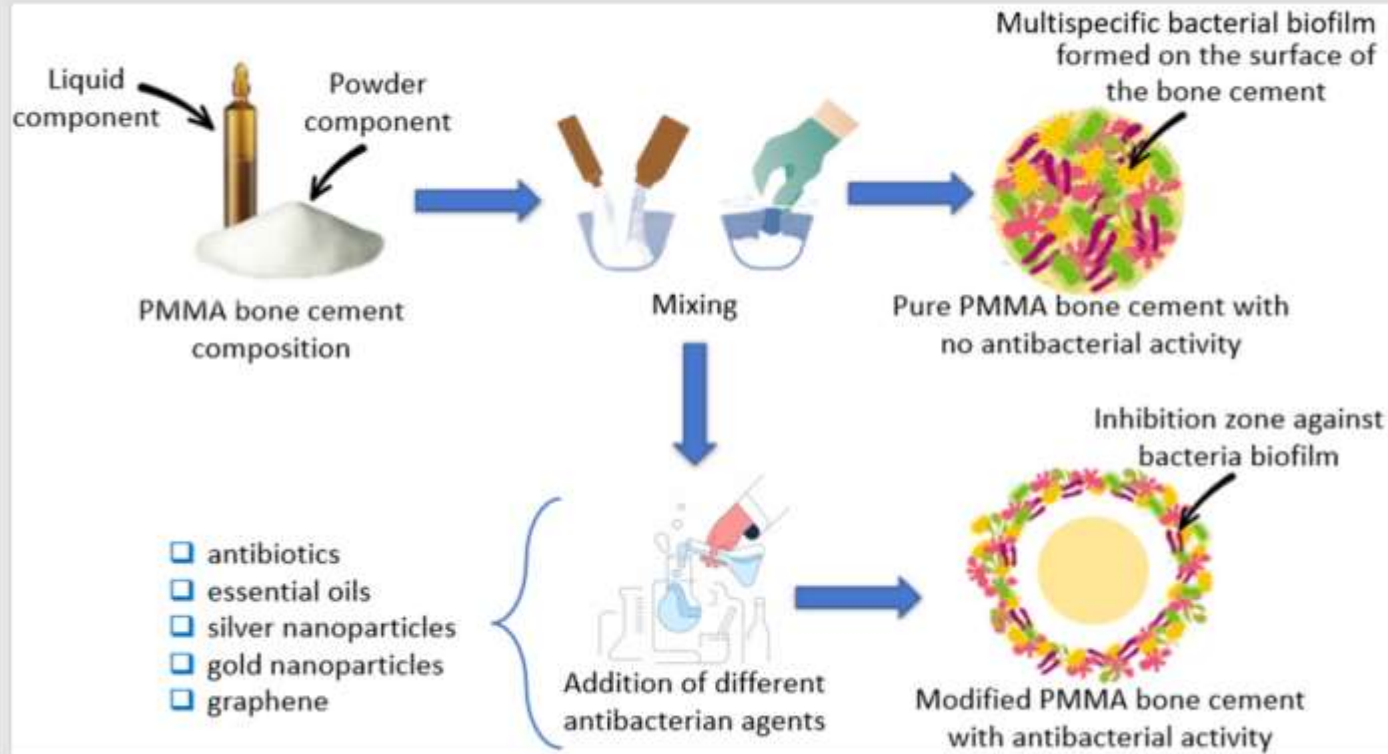 Liquid
component
Powder
component
PMMA bone cement
composition
Mixing
Multispecific bacterial biofilm
formed on the surface of
the bone cement
Pure PMMA bone cement with
no antibacterial activity
antibiotics
essential oils
silver nanoparticles
gold nanoparticles
graphene
Addition of different
antibacterian agents
Inhibition zone against
bacteria biofilm
Modified PMMA bone cement
with antibacterial activity